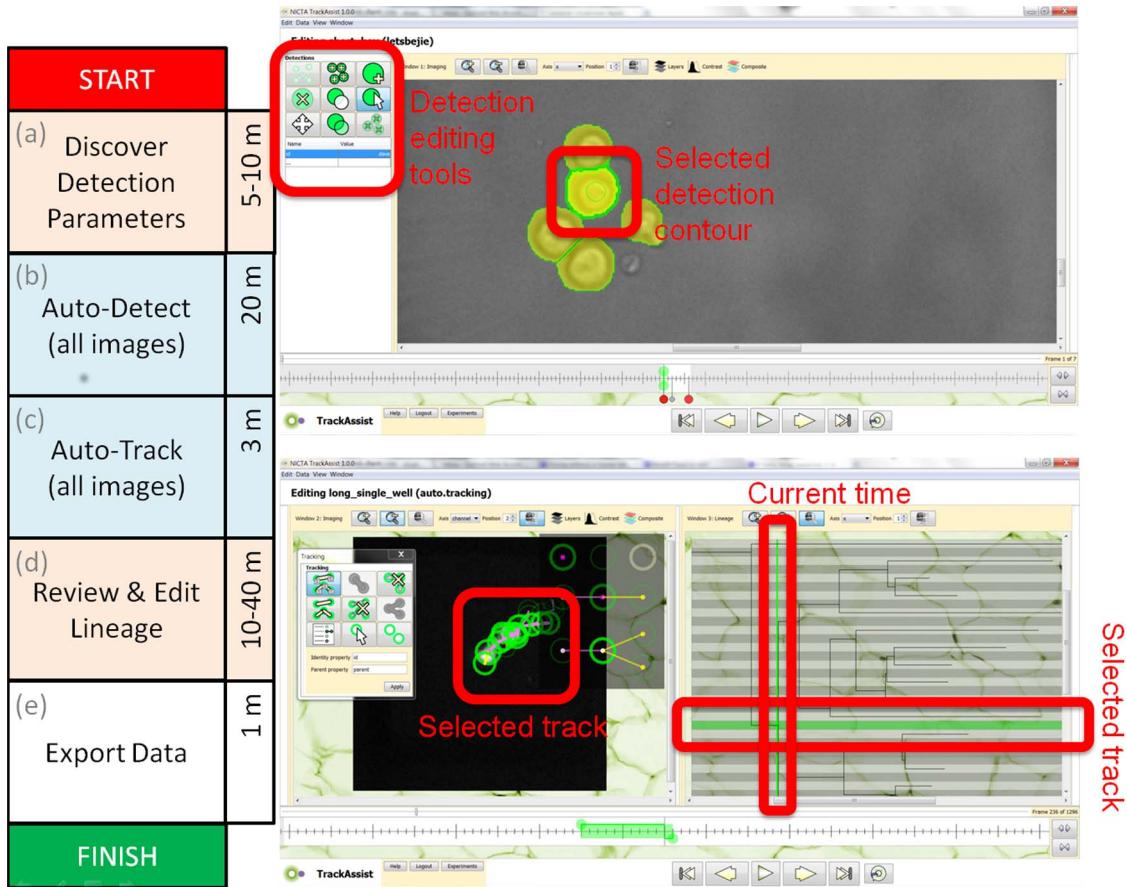 START
(a)
Discover
Detection
Parameters
5-10 m
(b)
Auto-Detect
(all images)
20 m
(c)
Auto-Track
(all images)
3 m
(d)
Review & Edit
Lineage
10-40 m
(e)
Export Data
1 m
FINISH
NICTA TrackAssist 1.0.0
Edit Data View Window
Detections
Name Value
id
Window 1: Imaging
Axis
Position 1
Layers
Contrast
Composite
Detection
editing
tools
Selected
detection
contour
Frame 1 of 7
TrackAssist
Help
Logout
Experiments
NICTA TrackAssist 1.0.0
Edit Data View Window
Editing long_single_well (auto.tracking)
Current time
Window 2: Imaging
Axis channel
Position 2
Layers
Contrast
Composite
Window 3: Lineage
Axis x
Position 1
Tracking
X
Tracking
Identity property id
Parent property parent
Apply
Selected track
Selected track
Frame 236 of 1296
TrackAssist
Help
Logout
Experiments